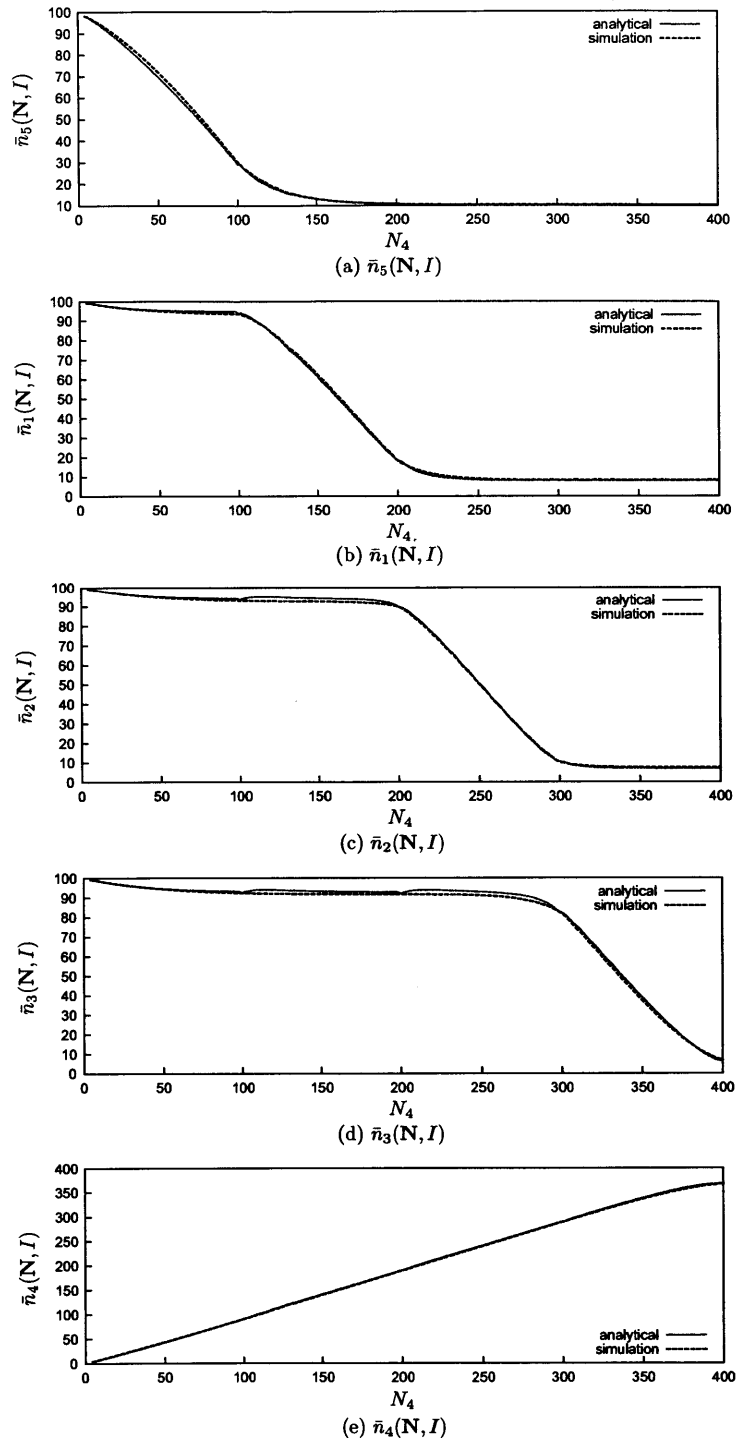 100
90
80
70
60
50
40
30
20
10
n̄₅(N, I)
analytical
simulation
0 50 100 150 200 250 300 350 400
N₄
(a) n̄₅(N, I)
100
90
80
70
60
50
40
30
20
10
0
n̄₁(N, I)
analytical
simulation
0 50 100 150 200 250 300 350 400
N₄.
(b) n̄₁(N, I)
100
90
80
70
60
50
40
30
20
10
0
n̄₂(N, I)
analytical
simulation
0 50 100 150 200 250 300 350 400
N₄
(c) n̄₂(N, I)
100
90
80
70
60
50
40
30
20
10
0
n̄₃(N, I)
analytical
simulation
0 50 100 150 200 250 300 350 400
N₄
(d) n̄₃(N, I)
400
350
300
250
200
150
100
50
0
n̄₄(N, I)
analytical
simulation
0 50 100 150 200 250 300 350 400
N₄
(e) n̄₄(N, I)